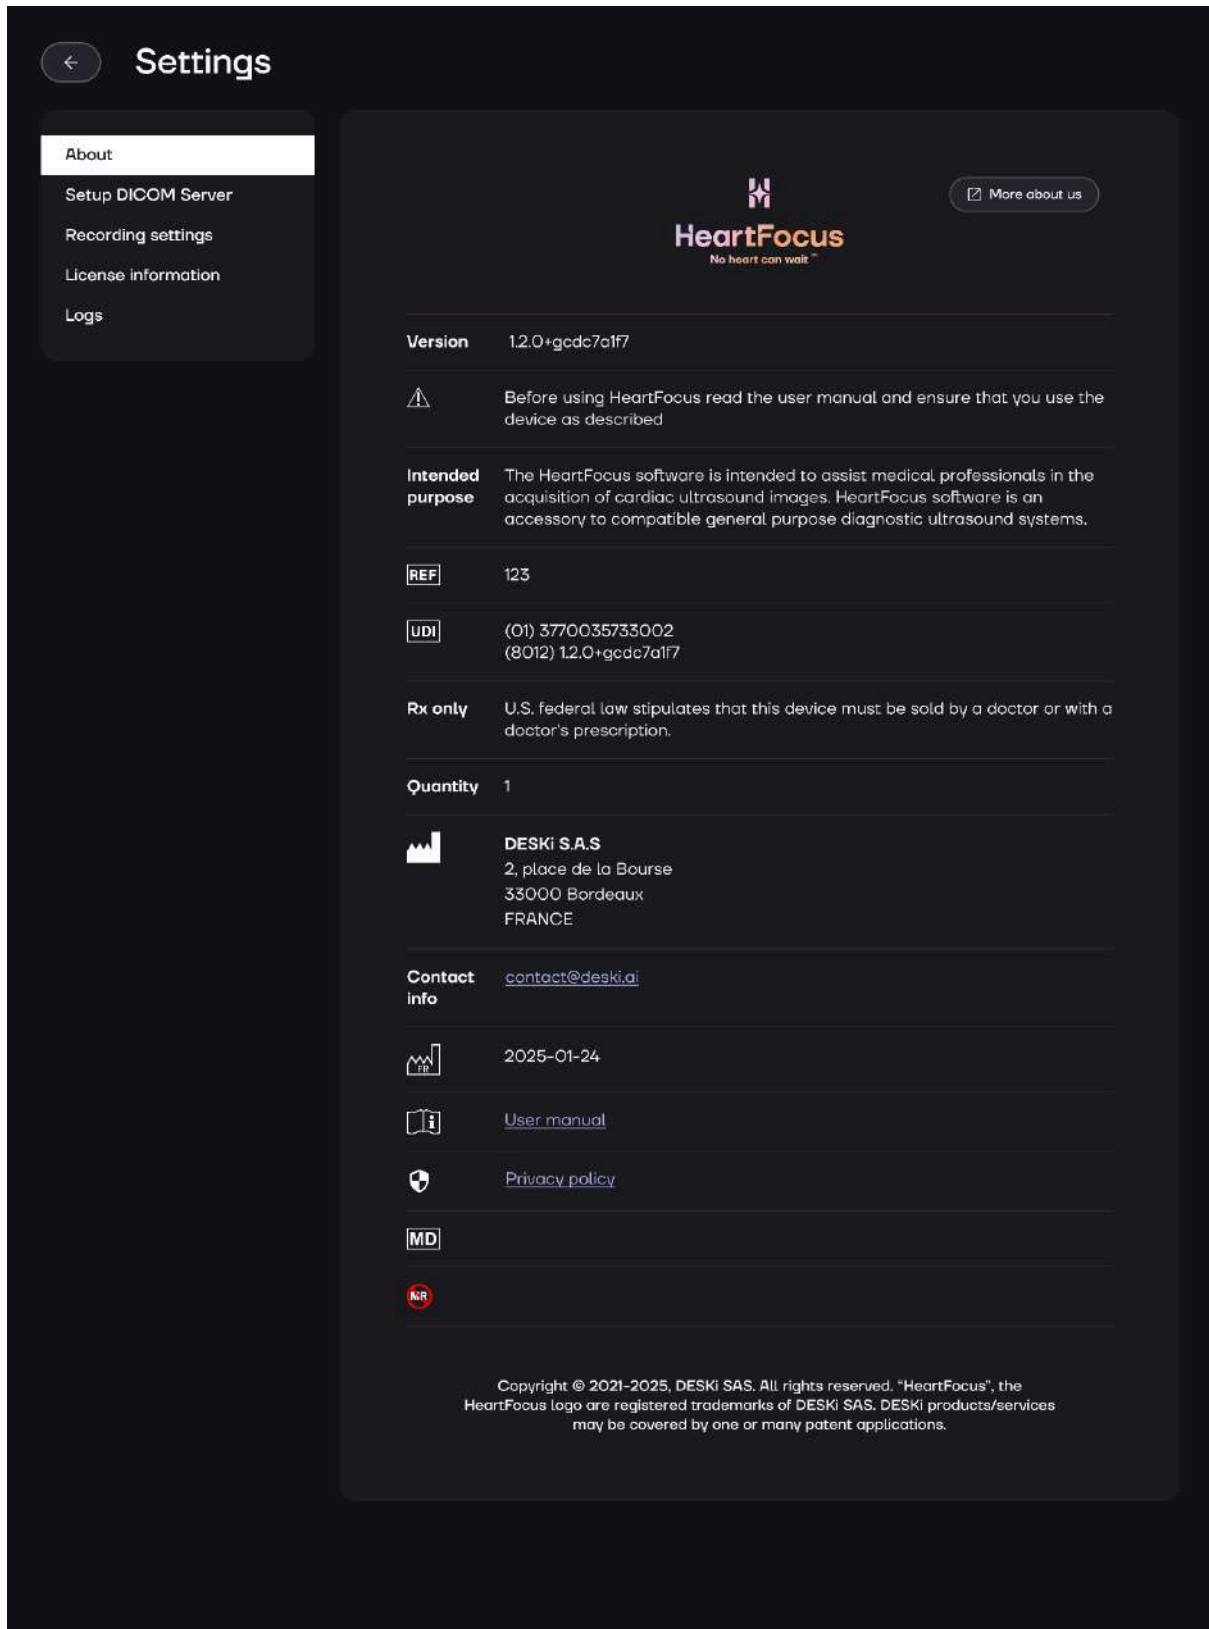 Settings
About
Setup DICOM Server
Recording settings
License information
Logs
More about us
HeartFocus
No heart can wait™
Version 1.2.0+gcdc7a1f7
Before using HeartFocus read the user manual and ensure that you use the
device as described
Intended purpose
The HeartFocus software is intended to assist medical professionals in the
acquisition of cardiac ultrasound images. HeartFocus software is an
accessory to compatible general purpose diagnostic ultrasound systems.
REF 123
UDI (01) 3770035733002
(8012) 1.2.0+gcdc7a1f7
Rx only U.S. federal law stipulates that this device must be sold by a doctor or with a
doctor's prescription.
Quantity 1
DESKi S.A.S
2, place de la Bourse
33000 Bordeaux
FRANCE
Contact info
contact@deski.ai
FR 2025-01-24
User manual
Privacy policy
MD
MR
Copyright © 2021-2025, DESKi SAS. All rights reserved. “HeartFocus”, the
HeartFocus logo are registered trademarks of DESKi SAS. DESKi products/services
may be covered by one or many patent applications.